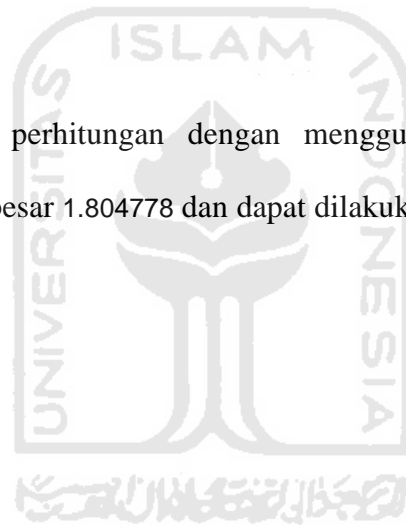 ISLAM
UNIVERSITAS
INDONESIA
perhitungan dengan menggu
besar 1.804778 dan dapat dilakuk